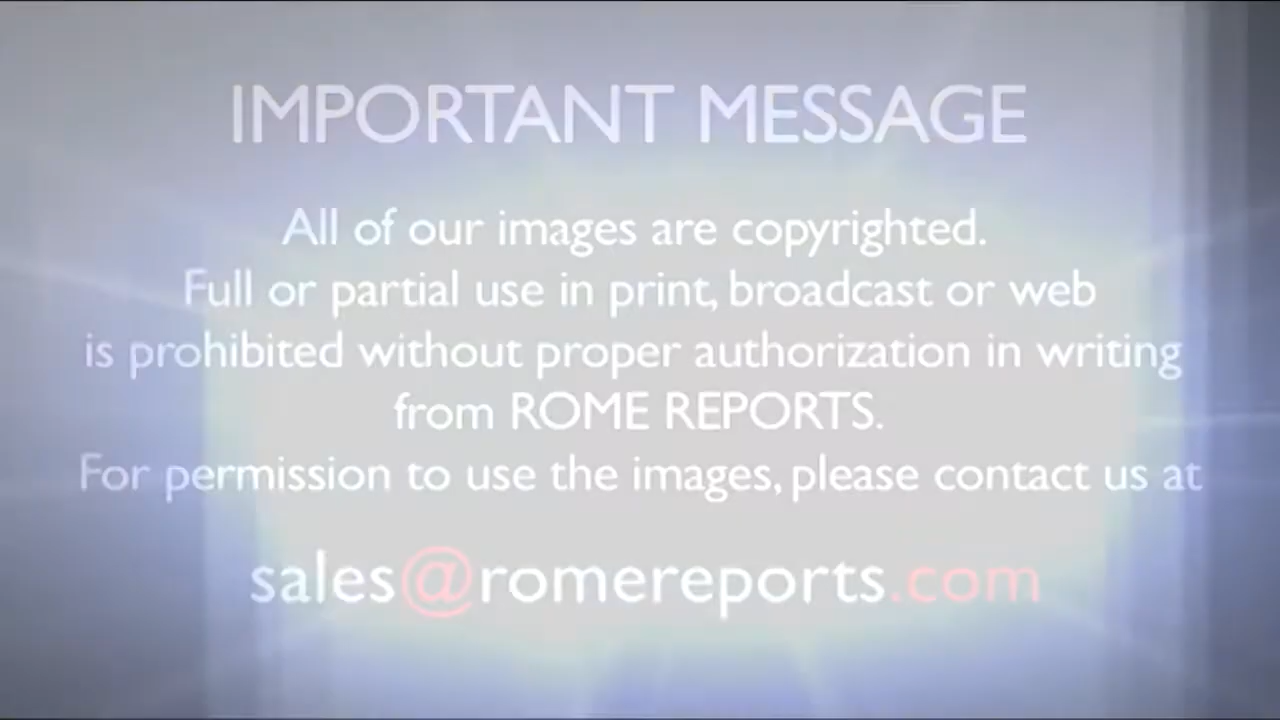 IMPORTANT MESSAGE
All of our images are copyrighted.
Full or partial use in print, broadcast or web
is prohibited without proper authorization in writing
from ROME REPORTS.
For permission to use the images, please contact us at
sales@romereports.com